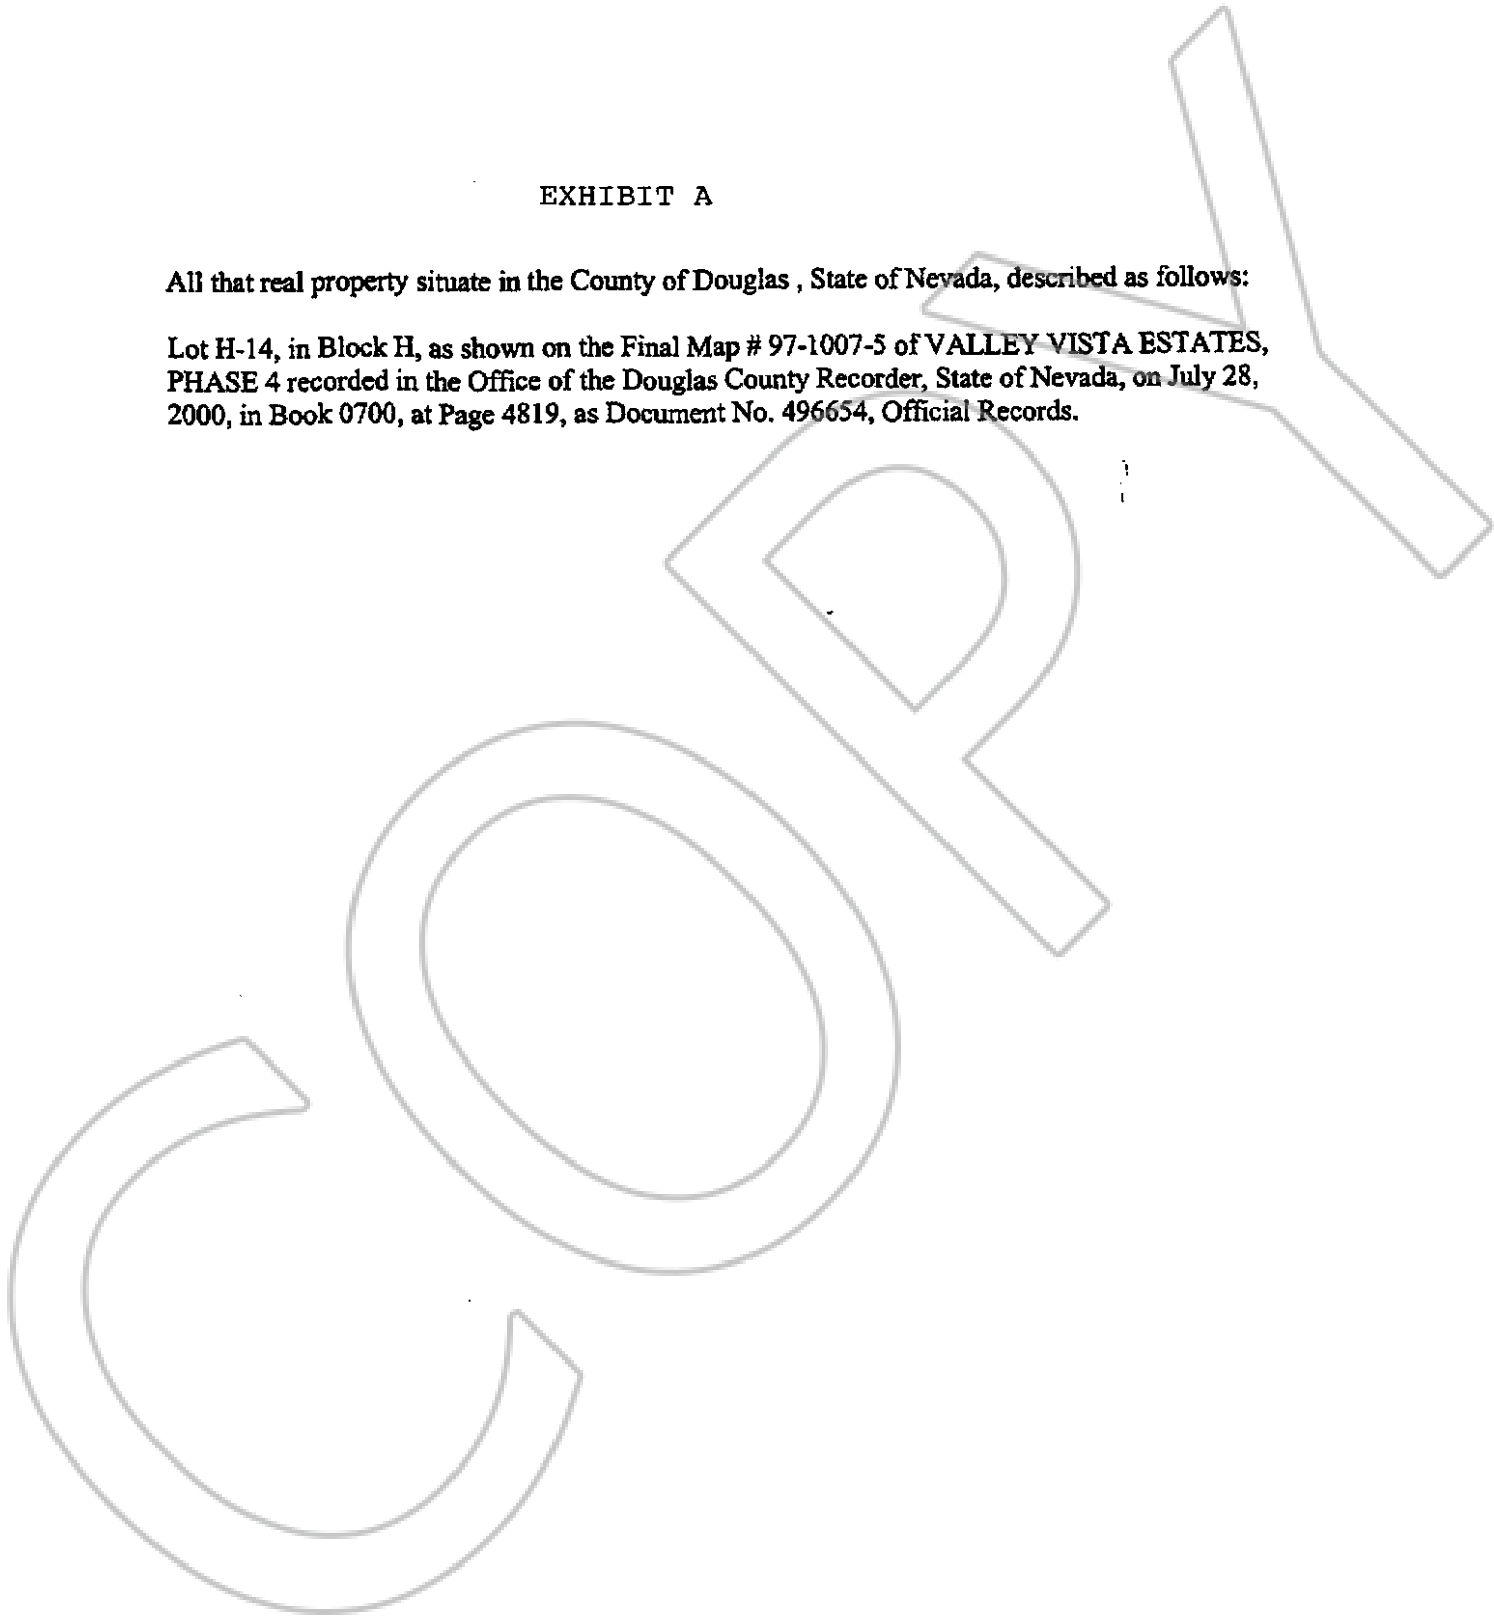 EXHIBIT A
All that real property situate in the County of Douglas , State of Nevada, described as follows:
Lot H-14, in Block H, as shown on the Final Map # 97-1007-5 of VALLEY VISTA ESTATES,
PHASE 4 recorded in the Office of the Douglas County Recorder, State of Nevada, on July 28,
2000, in Book 0700, at Page 4819, as Document No. 496654, Official Records.
COPY